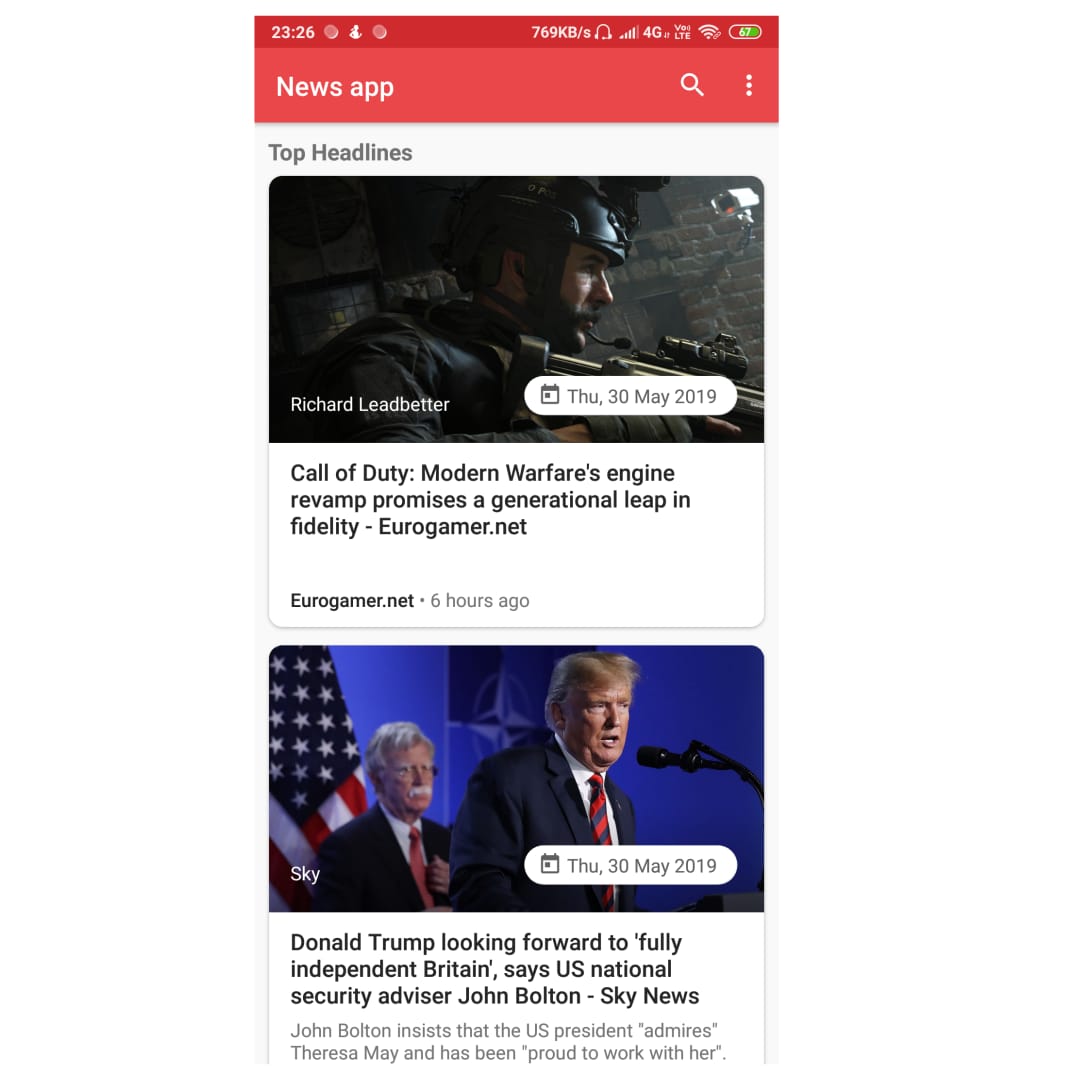 23:26 769KB/s 4G VoI LTE 67
News app
Top Headlines
O POS
Richard Leadbetter
Thu, 30 May 2019
Call of Duty: Modern Warfare's engine
revamp promises a generational leap in
fidelity - Eurogamer.net
Eurogamer.net • 6 hours ago
Sky
Thu, 30 May 2019
Donald Trump looking forward to 'fully
independent Britain', says US national
security adviser John Bolton - Sky News
John Bolton insists that the US president "admires"
Theresa May and has been "proud to work with her".